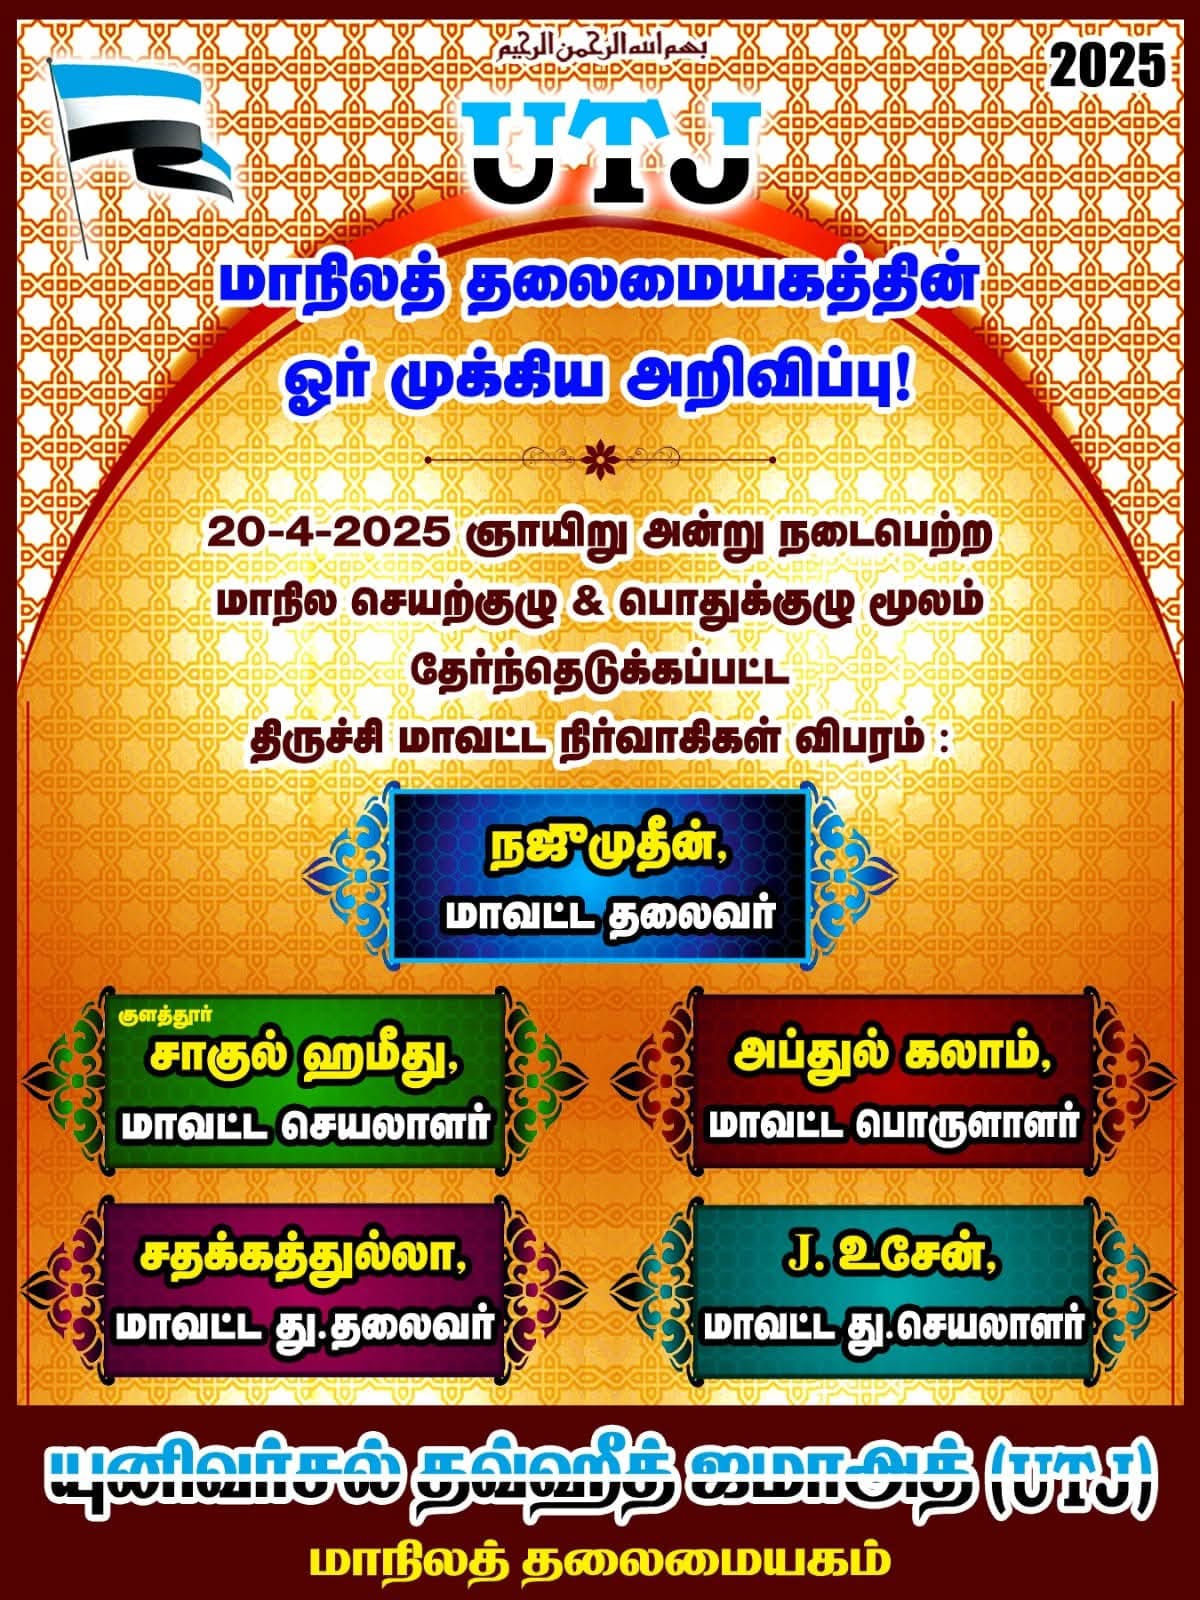 بسم الله الرحمن الرحيم
2025
UTJ
மாநிலத் தலைமையகத்தின்
ஓர் முக்கிய அறிவிப்பு!
20-4-2025 ஞாயிறு அன்று நடைபெற்ற
மாநில செயற்குழு & பொதுக்குழு மூலம்
தேர்ந்தெடுக்கப்பட்ட
திருச்சி மாவட்ட நிர்வாகிகள் விபரம் :
நஜுமுதீன்,
மாவட்ட தலைவர்
குளத்தூர்
சாகுல் ஹமீது,
மாவட்ட செயலாளர்
அப்துல் கலாம்,
மாவட்ட பொருளாளர்
சதக்கத்துல்லா,
மாவட்ட து.தலைவர்
J. உசேன்,
மாவட்ட து.செயலாளர்
யுனிவர்சல் தவ்ஹீத் ஜமாஅத் (UTJ)
மாநிலத் தலைமையகம்